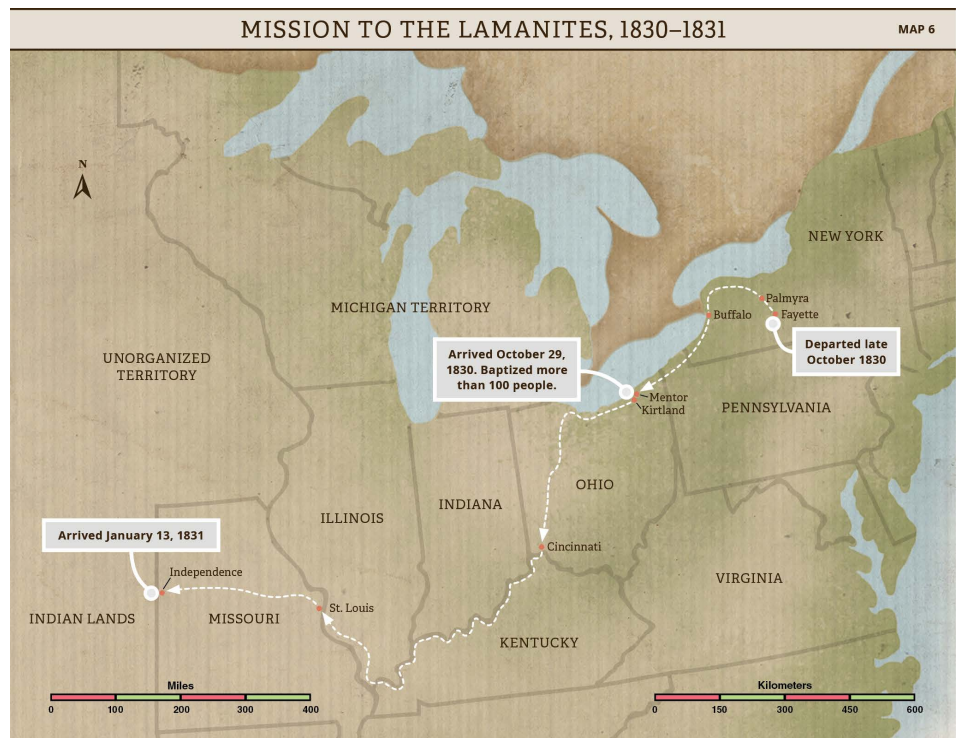 MISSION TO THE LAMANITES, 1830–1831
MAP 6
N
NEW YORK
Palmyra
Fayette
Buffalo
MICHIGAN TERRITORY
Departed late
October 1830
UNORGANIZED
TERRITORY
Arrived October 29,
1830. Baptized more
than 100 people.
Mentor
Kirtland
PENNSYLVANIA
OHIO
INDIANA
ILLINOIS
Arrived January 13, 1831
Cincinnati
Independence
VIRGINIA
St. Louis
INDIAN LANDS
MISSOURI
KENTUCKY
Miles
0 100 200 300 400
Kilometers
0 150 300 450 600